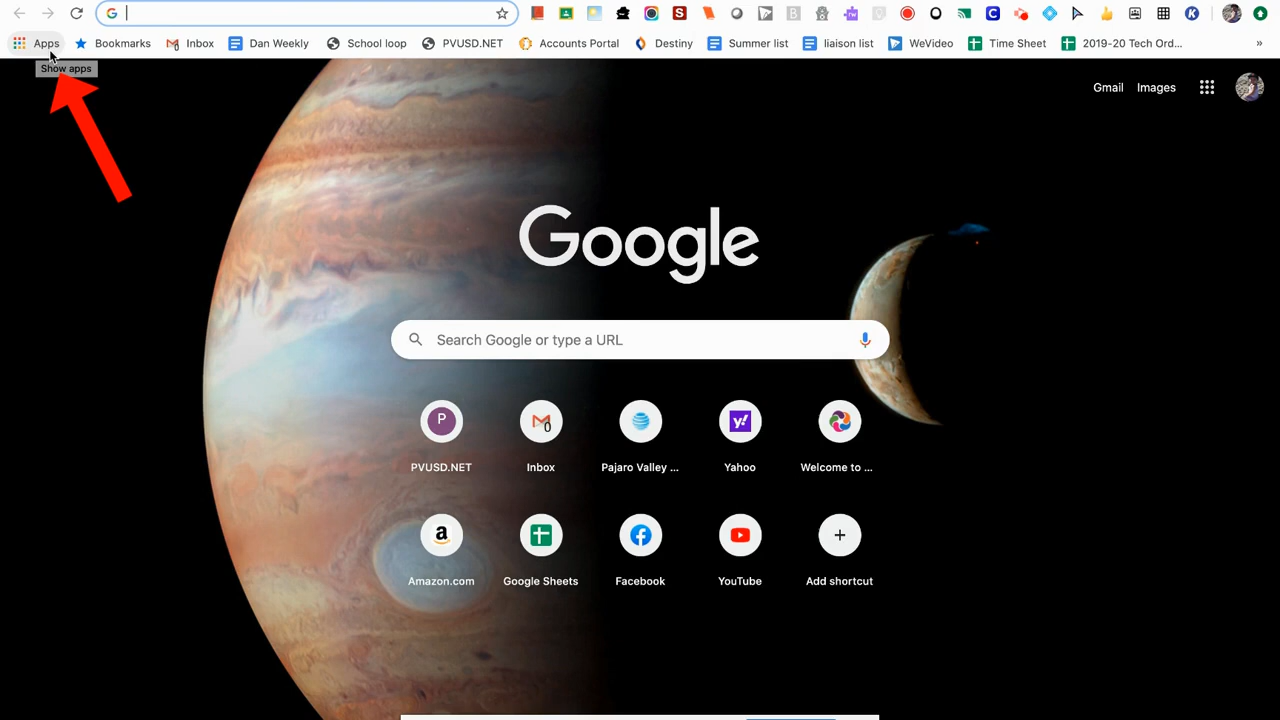 Apps Bookmarks Inbox Dan Weekly School loop PVUSD.NET Accounts Portal Destiny Summer list liaison list WeVideo Time Sheet 2019-20 Tech Ord... »
Show apps
Gmail Images
Google
Search Google or type a URL
P
PVUSD.NET Inbox Pajaro Valley ... Yahoo Welcome to ...
Amazon.com Google Sheets Facebook YouTube Add shortcut